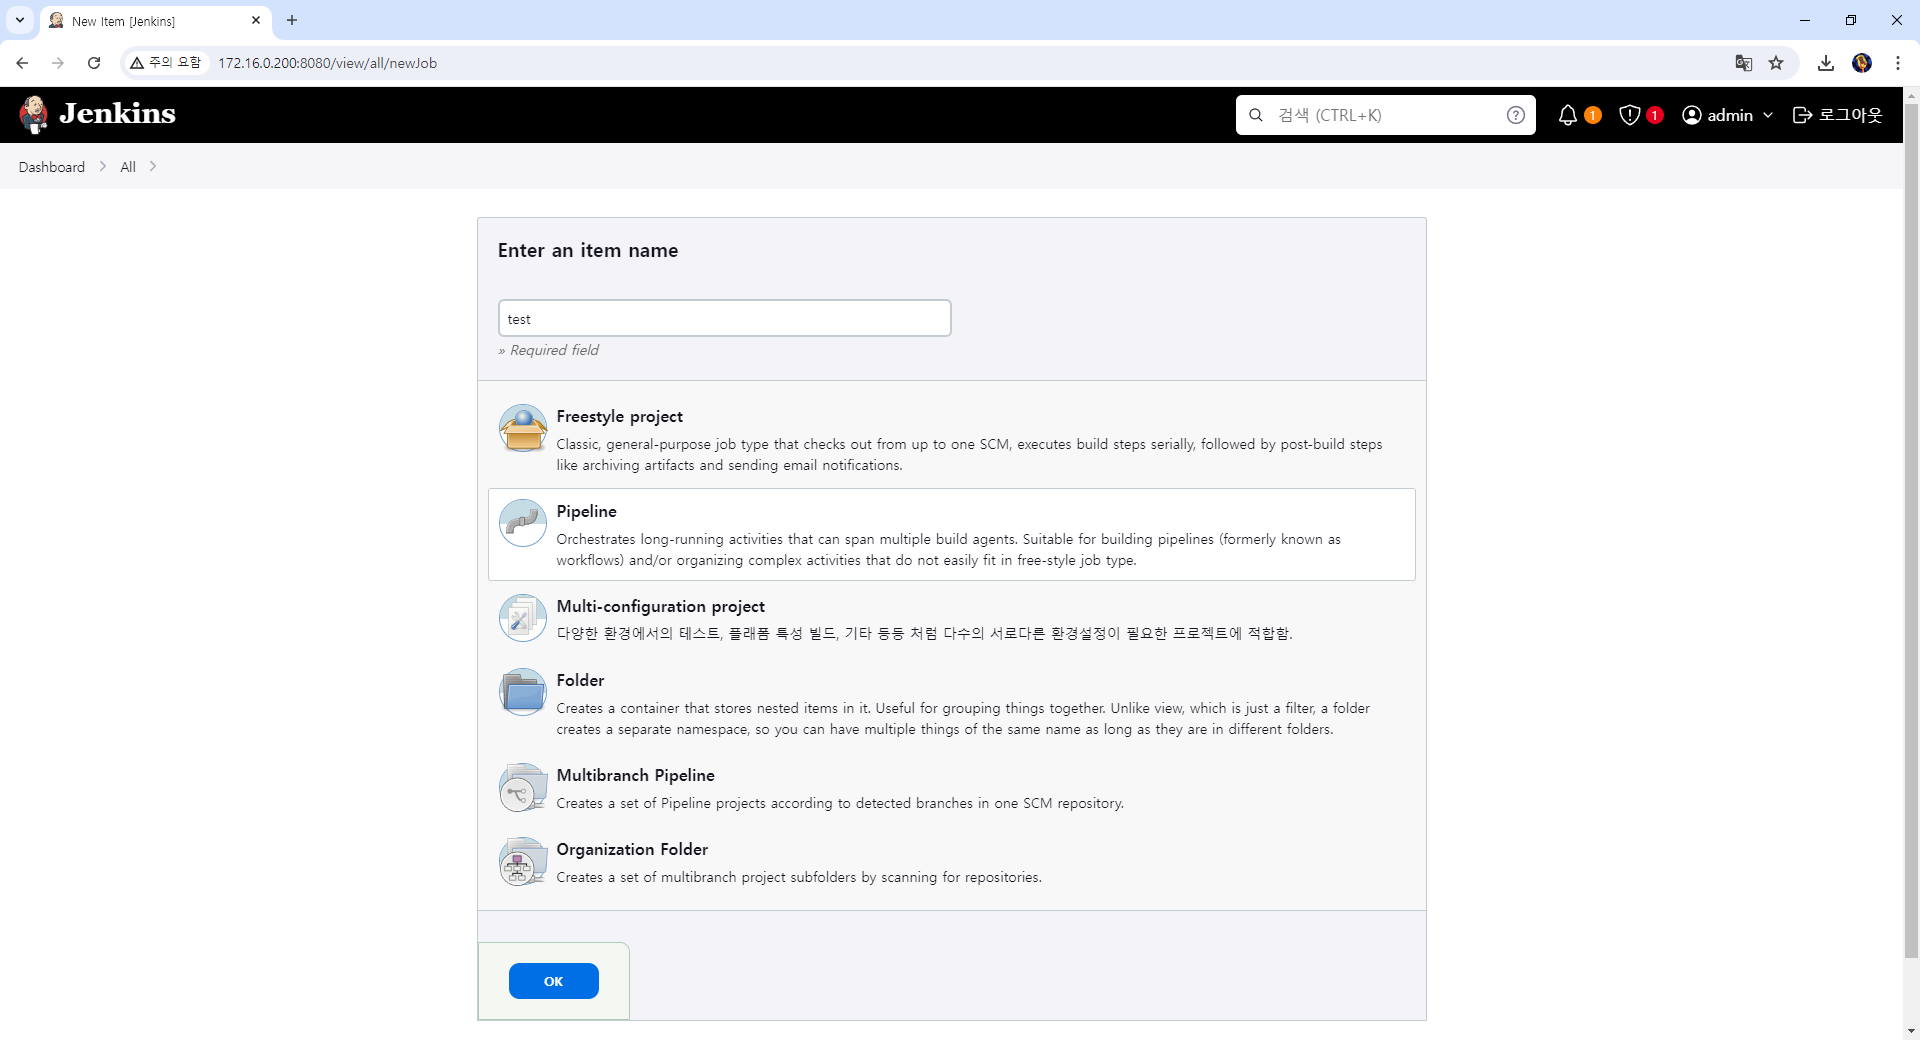 New Item [Jenkins]
주의 요함
172.16.0.200:8080/view/all/newJob
Jenkins
검색 (CTRL+K)
1
1
admin
로그아웃
Dashboard
All
Enter an item name
test
» Required field
Freestyle project
Classic, general-purpose job type that checks out from up to one SCM, executes build steps serially, followed by post-build steps
like archiving artifacts and sending email notifications.
Pipeline
Orchestrates long-running activities that can span multiple build agents. Suitable for building pipelines (formerly known as
workflows) and/or organizing complex activities that do not easily fit in free-style job type.
Multi-configuration project
다양한 환경에서의 테스트, 플래폼 특성 빌드, 기타 등등 처럼 다수의 서로다른 환경설정이 필요한 프로젝트에 적합함.
Folder
Creates a container that stores nested items in it. Useful for grouping things together. Unlike view, which is just a filter, a folder
creates a separate namespace, so you can have multiple things of the same name as long as they are in different folders.
Multibranch Pipeline
Creates a set of Pipeline projects according to detected branches in one SCM repository.
Organization Folder
Creates a set of multibranch project subfolders by scanning for repositories.
OK